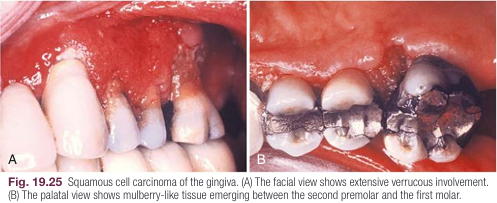 A
B
Fig. 19.25 Squamous cell carcinoma of the gingiva. (A) The facial view shows extensive verrucous involvement.
(B) The palatal view shows mulberry-like tissue emerging between the second premolar and the first molar.